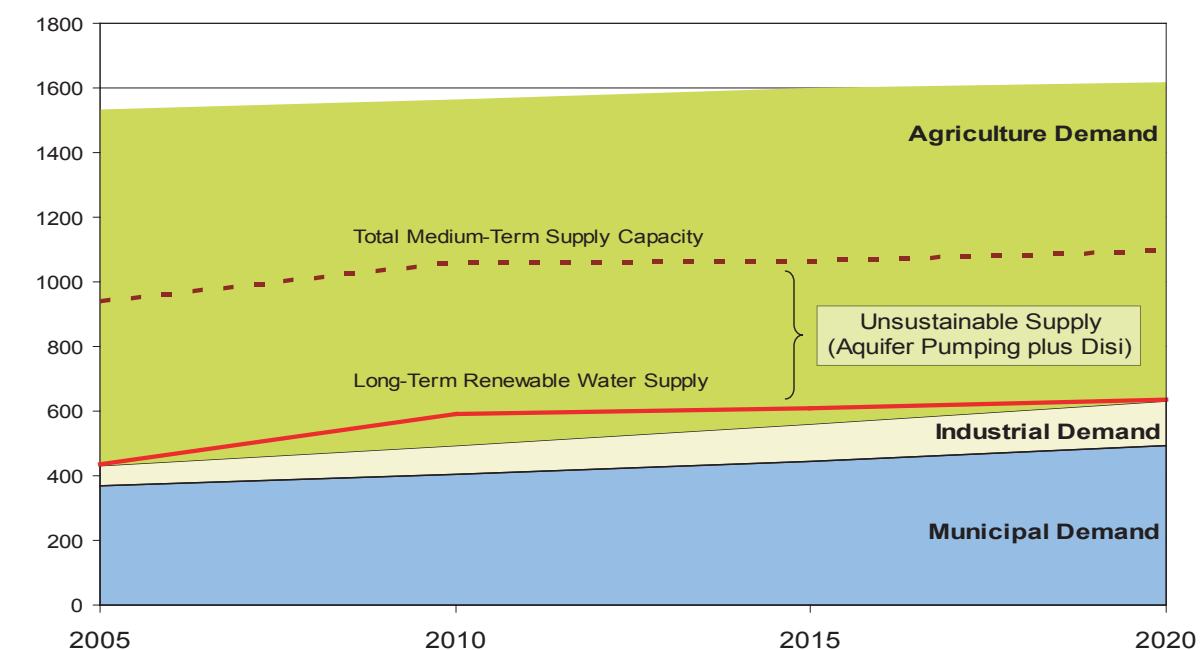 1800
1600
1400
1200
1000
800
600
400
200
0
Agriculture Demand
Total Medium-Term Supply Capacity
Unsustainable Supply
(Aquifer Pumping plus Disi)
Long-Term Renewable Water Supply
Industrial Demand
Municipal Demand
2005
2010
2015
2020